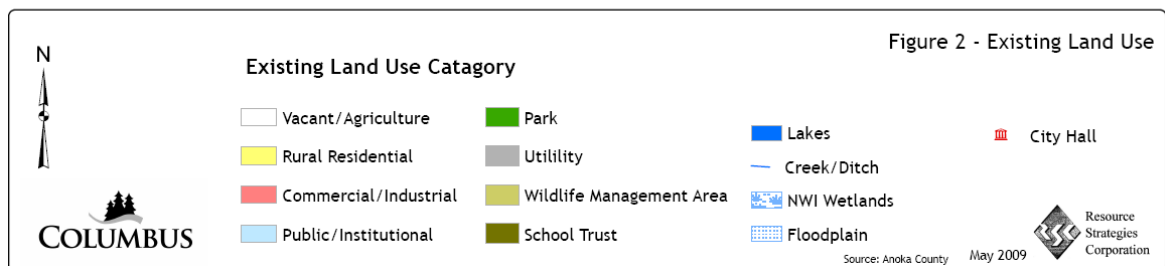 Figure 2 - Existing Land Use
N
Existing Land Use Catagory
Vacant/Agriculture
Rural Residential
Commercial/Industrial
Public/Institutional
Park
Utilility
Wildlife Management Area
School Trust
Lakes
Creek/Ditch
NWI Wetlands
Floodplain
City Hall
COLUMBUS
Source: Anoka County
May 2009
Resource
Strategies
Corporation